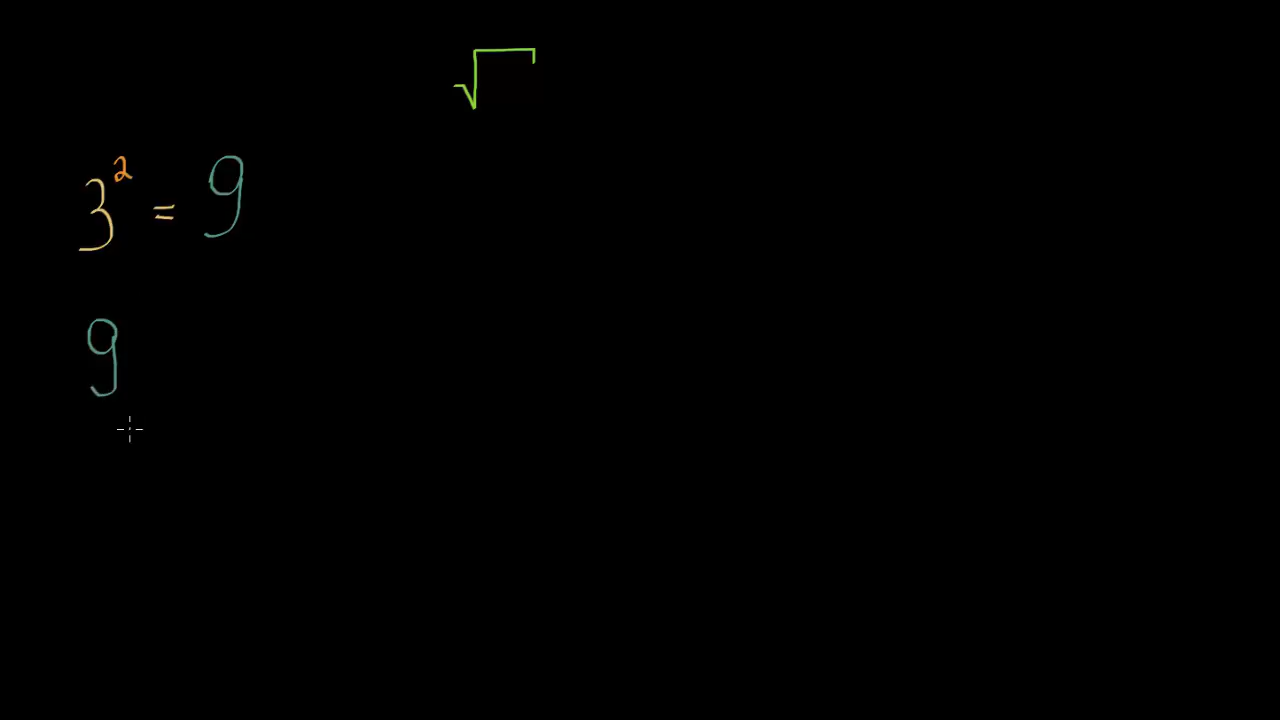 √
3² = 9
9